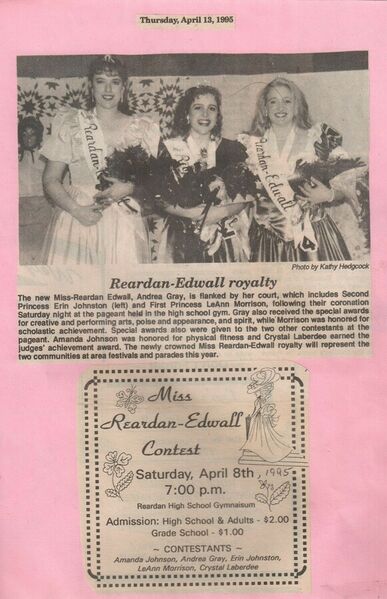 Thursday, April 13, 1995
Reardan-
Reardan-Edwall
Photo by Kathy Hedgcock
Reardan-Edwall royalty
The new Miss-Reardan Edwall, Andrea Gray, is flanked by her court, which includes Second
Princess Erin Johnston (left) and First Princess LeAnn Morrison, following their coronation
Saturday night at the pageant held in the high school gym. Gray also received the special awards
for creative and performing arts, poise and appearance, and spirit, while Morrison was honored for
scholastic achievement. Special awards also were given to the two other contestants at the
pageant. Amanda Johnson was honored for physical fitness and Crystal Laberdee earned the
judges' achievement award. The newly crowned Miss Reardan-Edwall royalty will represent the
two communities at area festivals and parades this year.
Miss
Reardan-Edwall
Contest
Saturday, April 8th, 1995
7:00 p.m.
Reardan High School Gymnaisum
Admission: High School & Adults - $2.00
Grade School - $1.00
~ CONTESTANTS ~
Amanda Johnson, Andrea Gray, Erin Johnston,
LeAnn Morrison, Crystal Laberdee